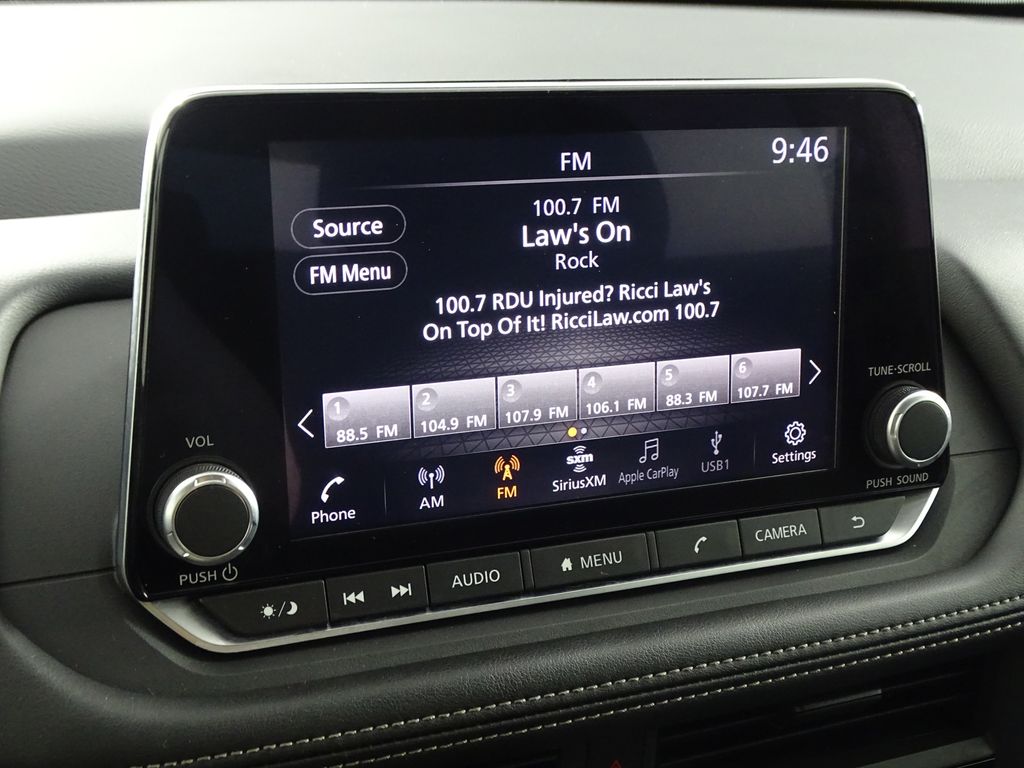 FM
9:46
Source
FM Menu
100.7 FM
Law's On
Rock
100.7 RDU Injured? Ricci Law's
On Top Of It! RicciLaw.com 100.7
1
88.5 FM
2
104.9 FM
3
107.9 FM
4
106.1 FM
5
88.3 FM
6
107.7 FM
Phone
AM
FM
sxm
SiriusXM
Apple CarPlay
USB1
Settings
VOL
PUSH
TUNE·SCROLL
PUSH SOUND
AUDIO
MENU
CAMERA